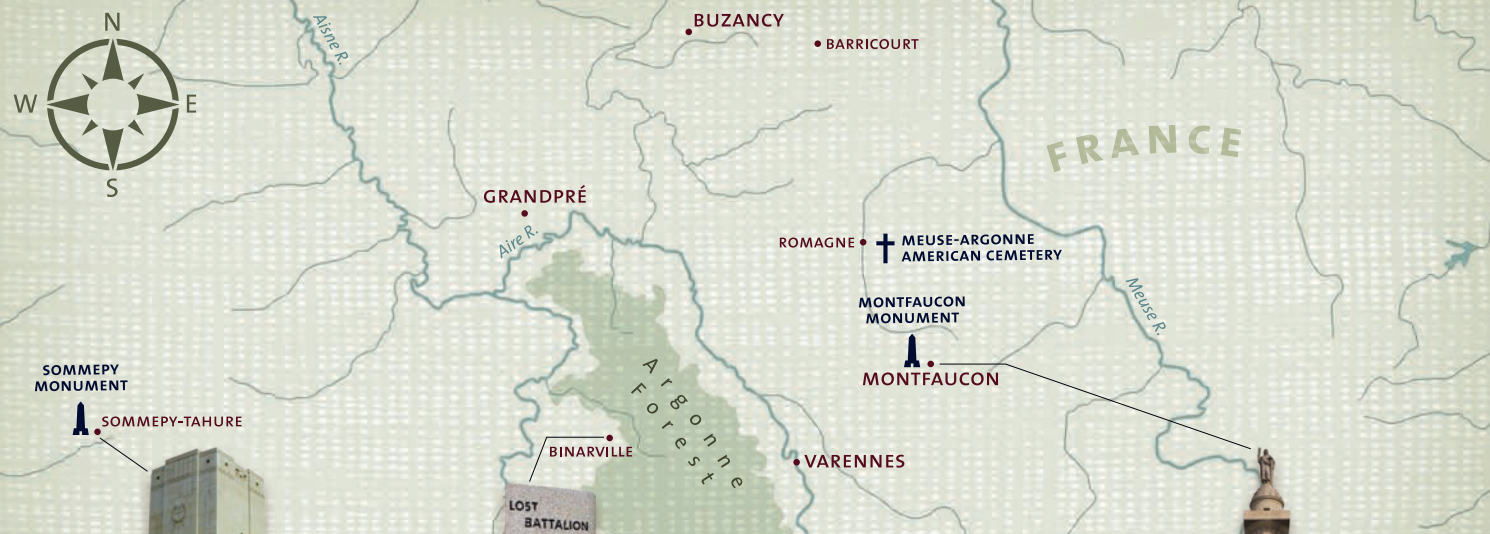 N
W
E
S
Aisne R.
BUZANCY
BARRICOURT
FRANCE
GRANDPRÉ
Aire R.
ROMAGNE
MEUSE-ARGONNE
AMERICAN CEMETERY
Meuse R.
MONTFAUCON
MONUMENT
MONTFAUCON
SOMMEPY
MONUMENT
SOMMEPY-TAHURE
Argonne
Forest
BINARVILLE
VARENNES
LOST
BATTALION